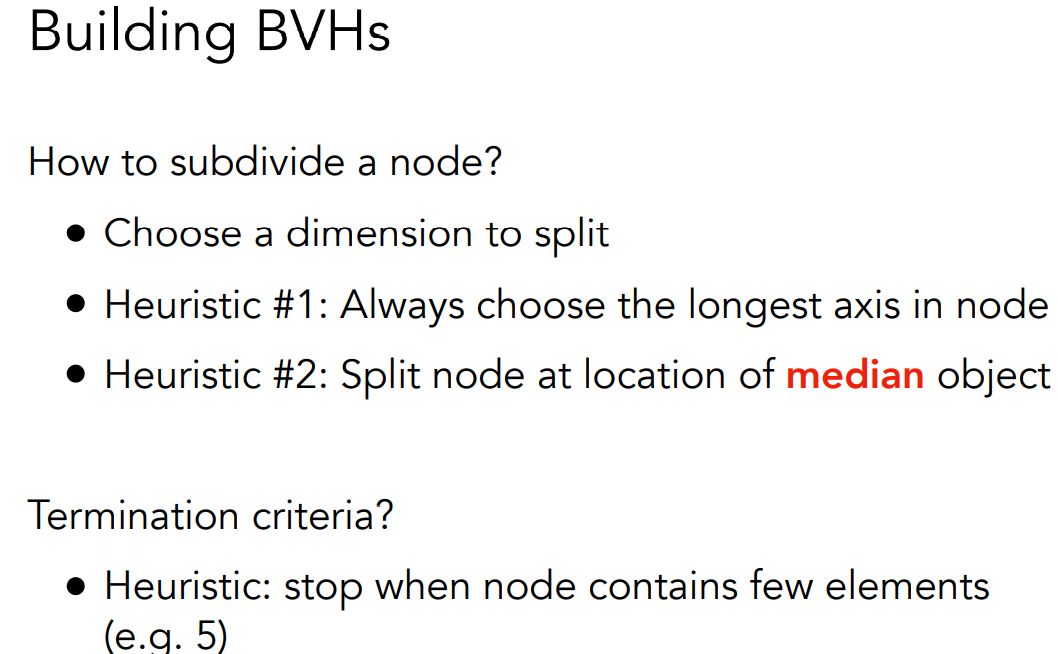 Building BVHs
How to subdivide a node?
● Choose a dimension to split
● Heuristic #1: Always choose the longest axis in node
● Heuristic #2: Split node at location of median object
Termination criteria?
● Heuristic: stop when node contains few elements
(e.g. 5)